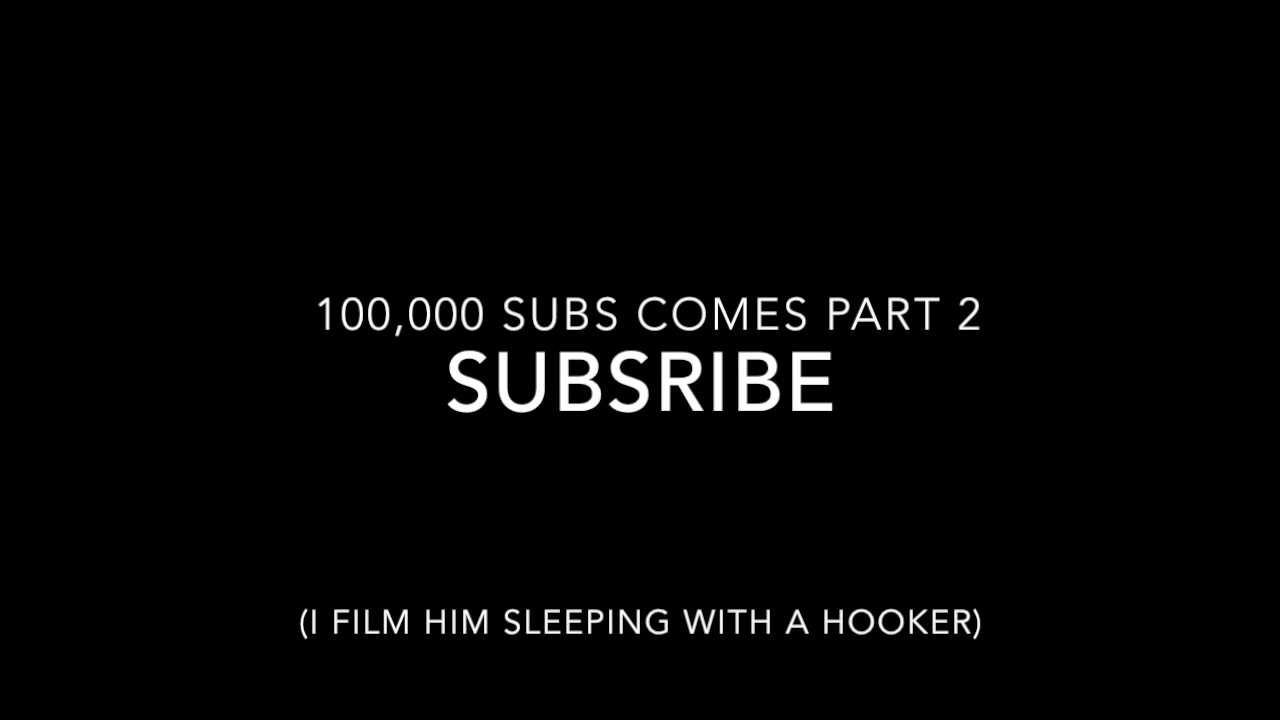 100,000 SUBS COMES PART 2
SUBSRIBE
(I FILM HIM SLEEPING WITH A HOOKER)